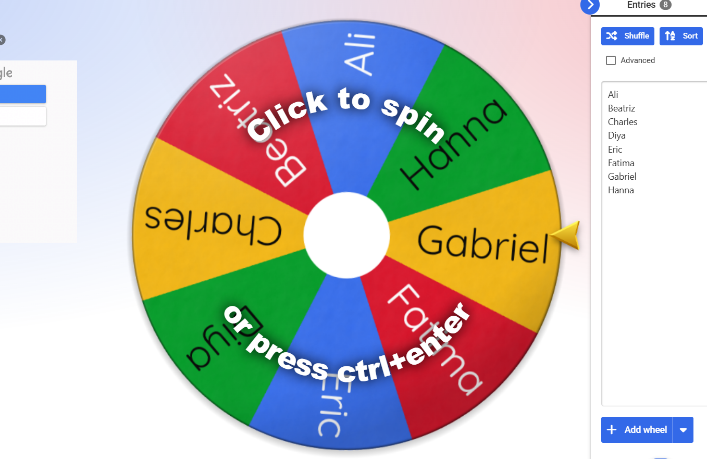 Entries 8
Shuffle
Sort
Advanced
Ali
Beatriz
Charles
Diya
Eric
Fatima
Gabriel
Hanna
Add wheel
gle
Ali
Hanna
Gabriel
Fatima
Eric
Diya
Charles
Beatriz
Click to spin
or press ctrl+enter